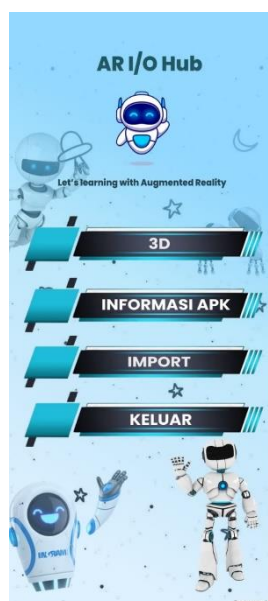 AR I/O Hub
Let's learning with Augmented Reality
3D
INFORMASI APK
IMPORT
KELUAR